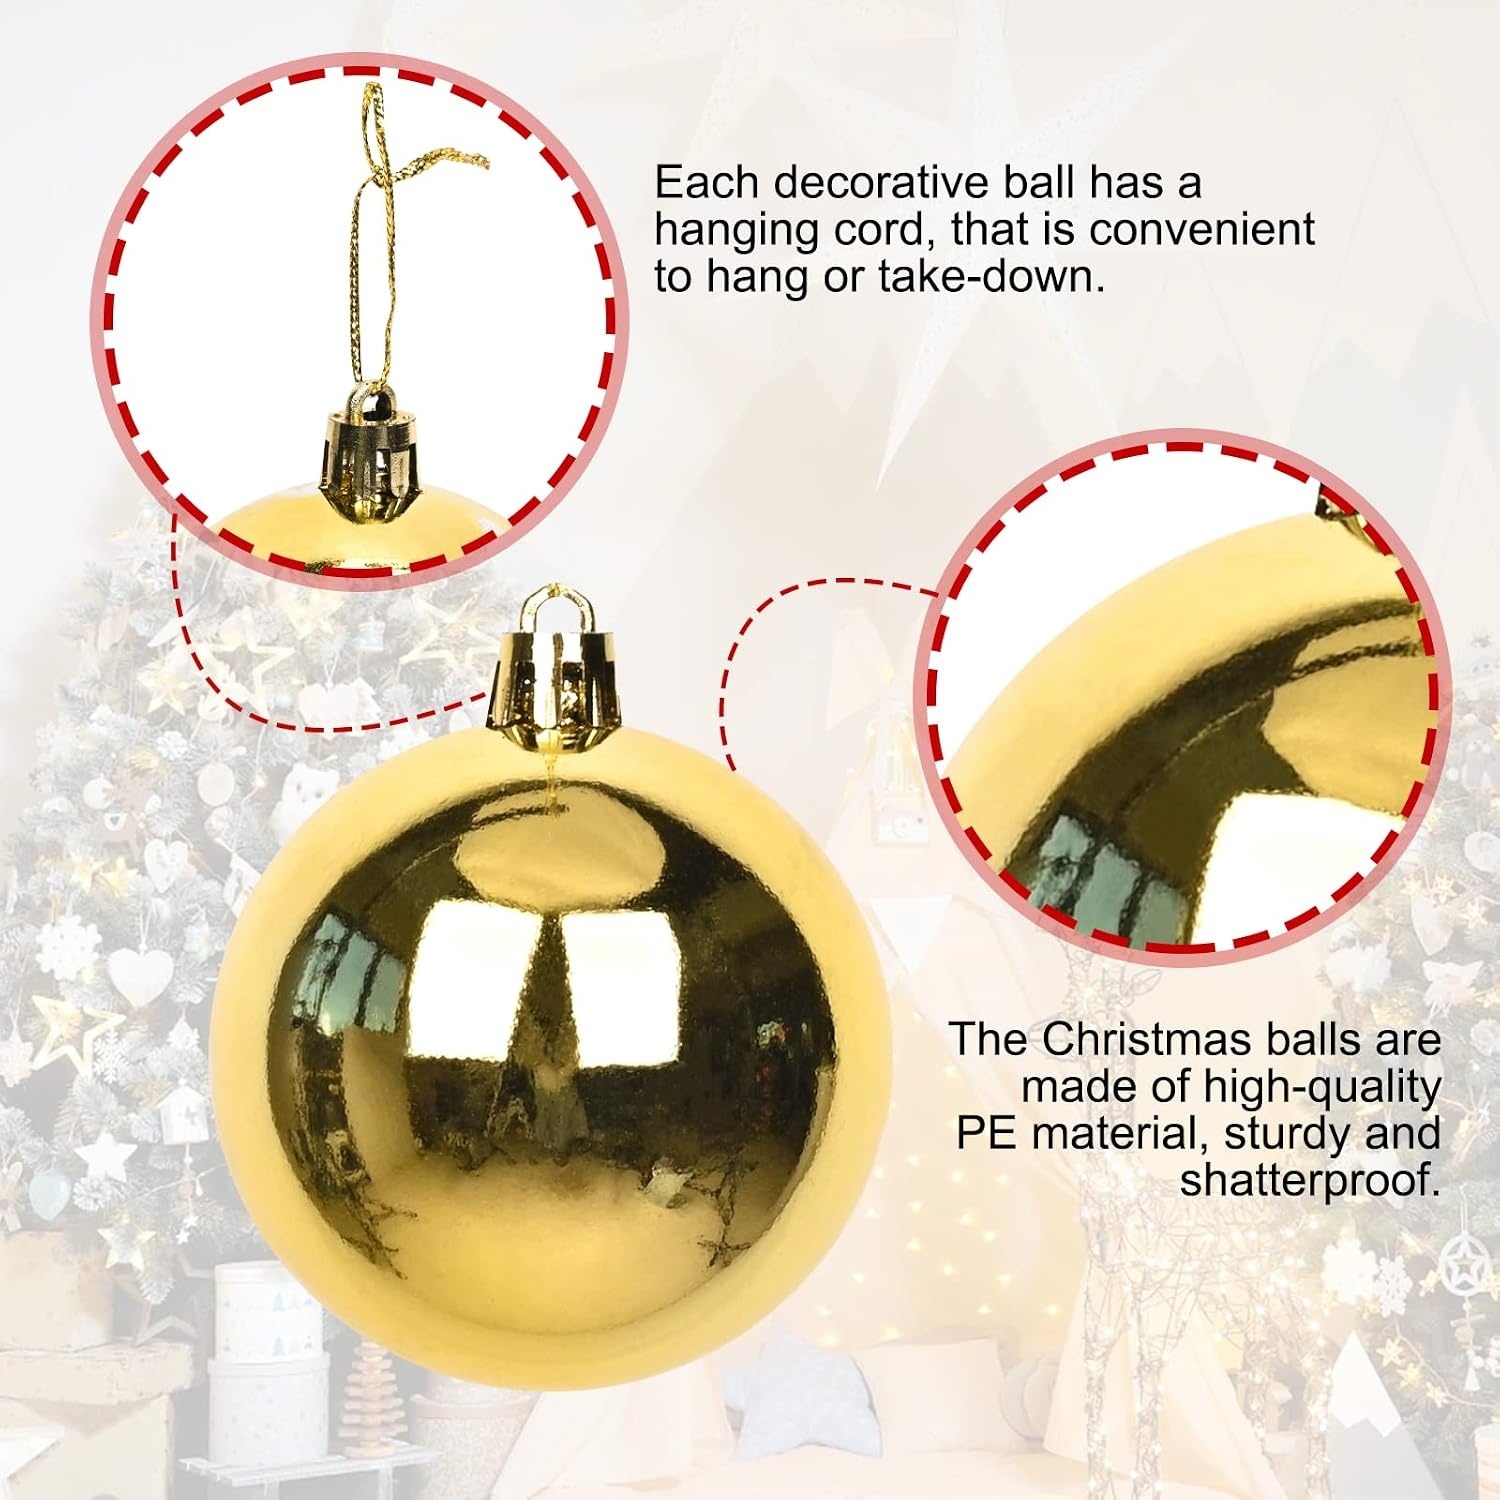 Each decorative ball has a
hanging cord, that is convenient
to hang or take-down.
The Christmas balls are
made of high-quality
PE material, sturdy and
shatterproof.